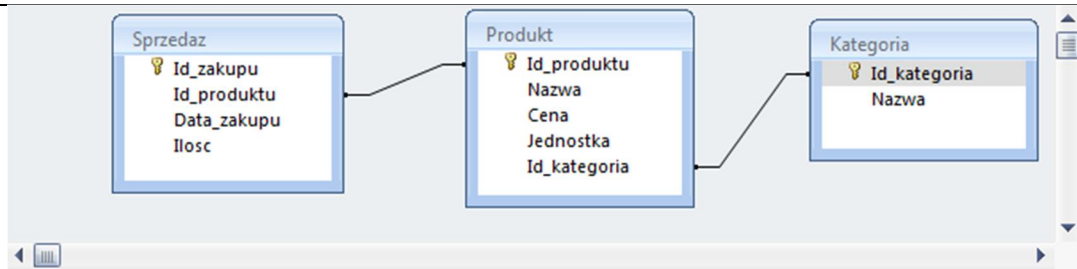 Sprzedaz
Id_zakupu
Id_produktu
Data_zakupu
Ilosc
Produkt
Id_produktu
Nazwa
Cena
Jednostka
Id_kategoria
Kategoria
Id_kategoria
Nazwa